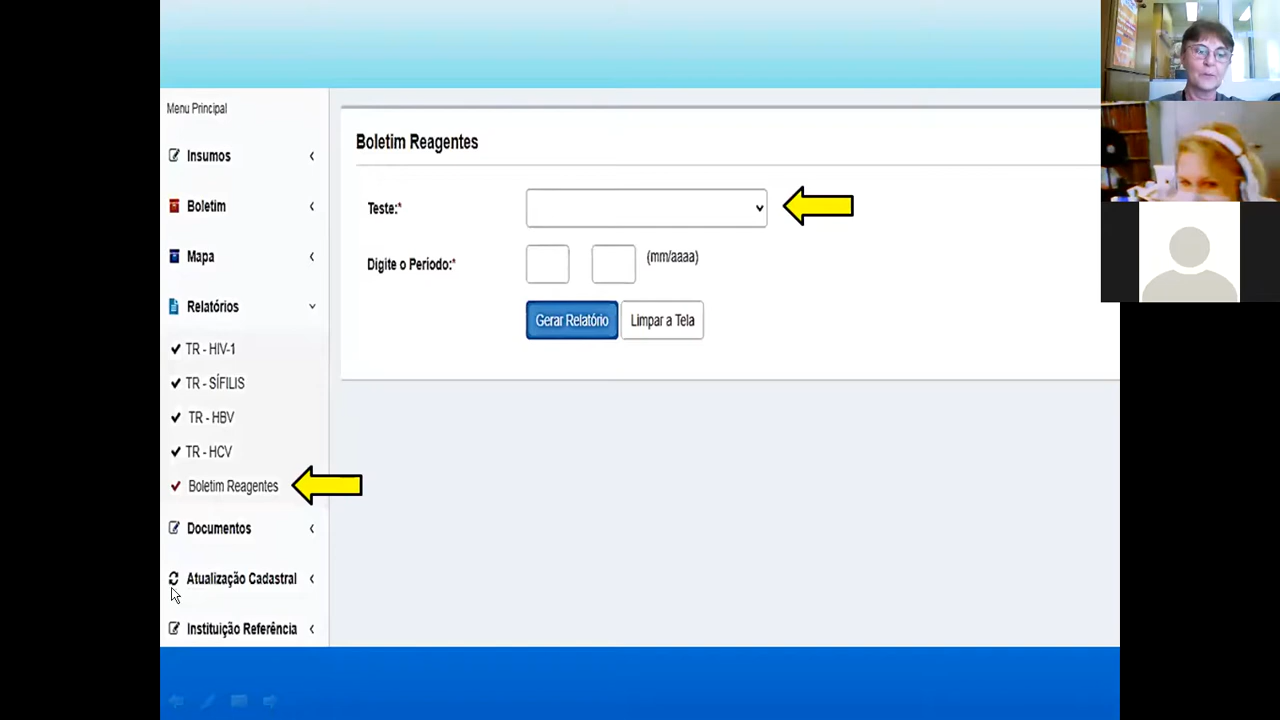 Menu Principal
Insumos
Boletim
Mapa
Relatórios
TR - HIV-1
TR - SÍFILIS
TR - HBV
TR - HCV
Boletim Reagentes
Documentos
Atualização Cadastral
Instituição Referência
Boletim Reagentes
Teste:*
Digite o Período:* (mm/aaaa)
Gerar Relatório Limpar a Tela